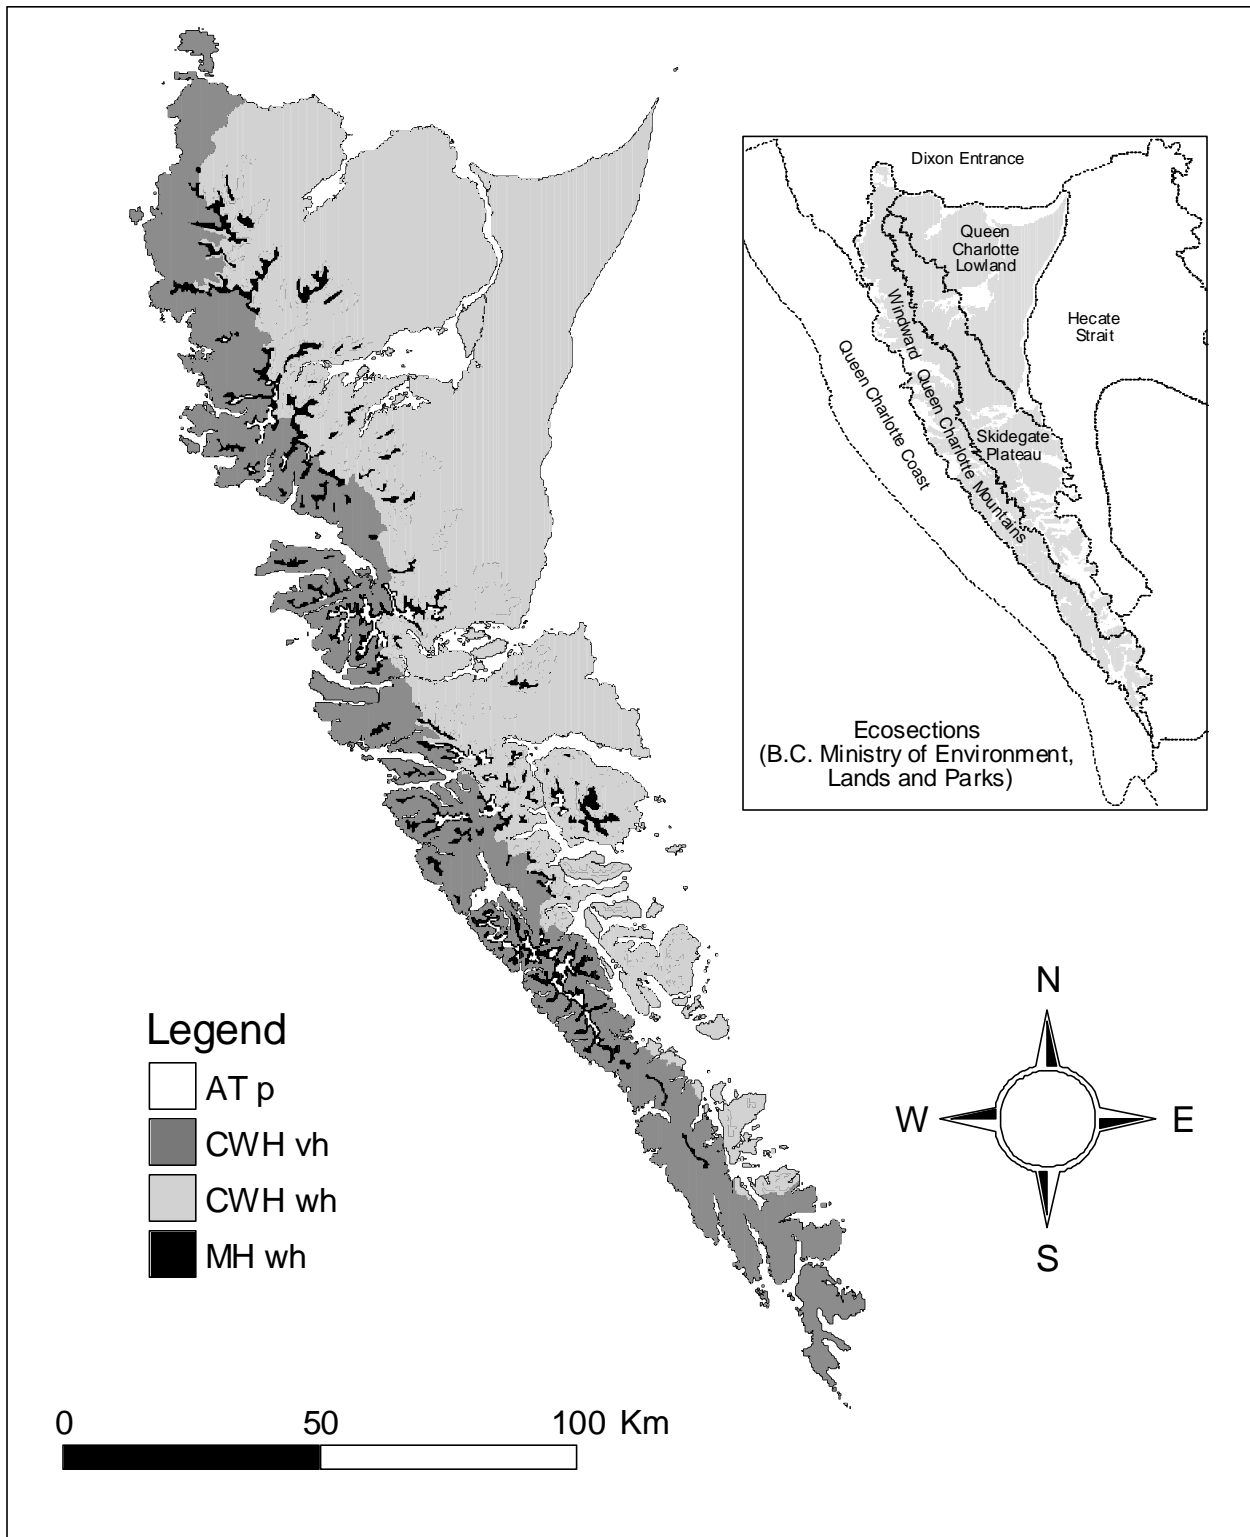 Dixon Entrance
Queen
Charlotte
Lowland
Hecate
Strait
Windward Queen Charlotte Mountains
Queen Charlotte Coast
Skidegate
Plateau
Ecosections
(B.C. Ministry of Environment,
Lands and Parks)
N
W
E
S
Legend
AT p
CWH vh
CWH wh
MH wh
0 50 100 Km